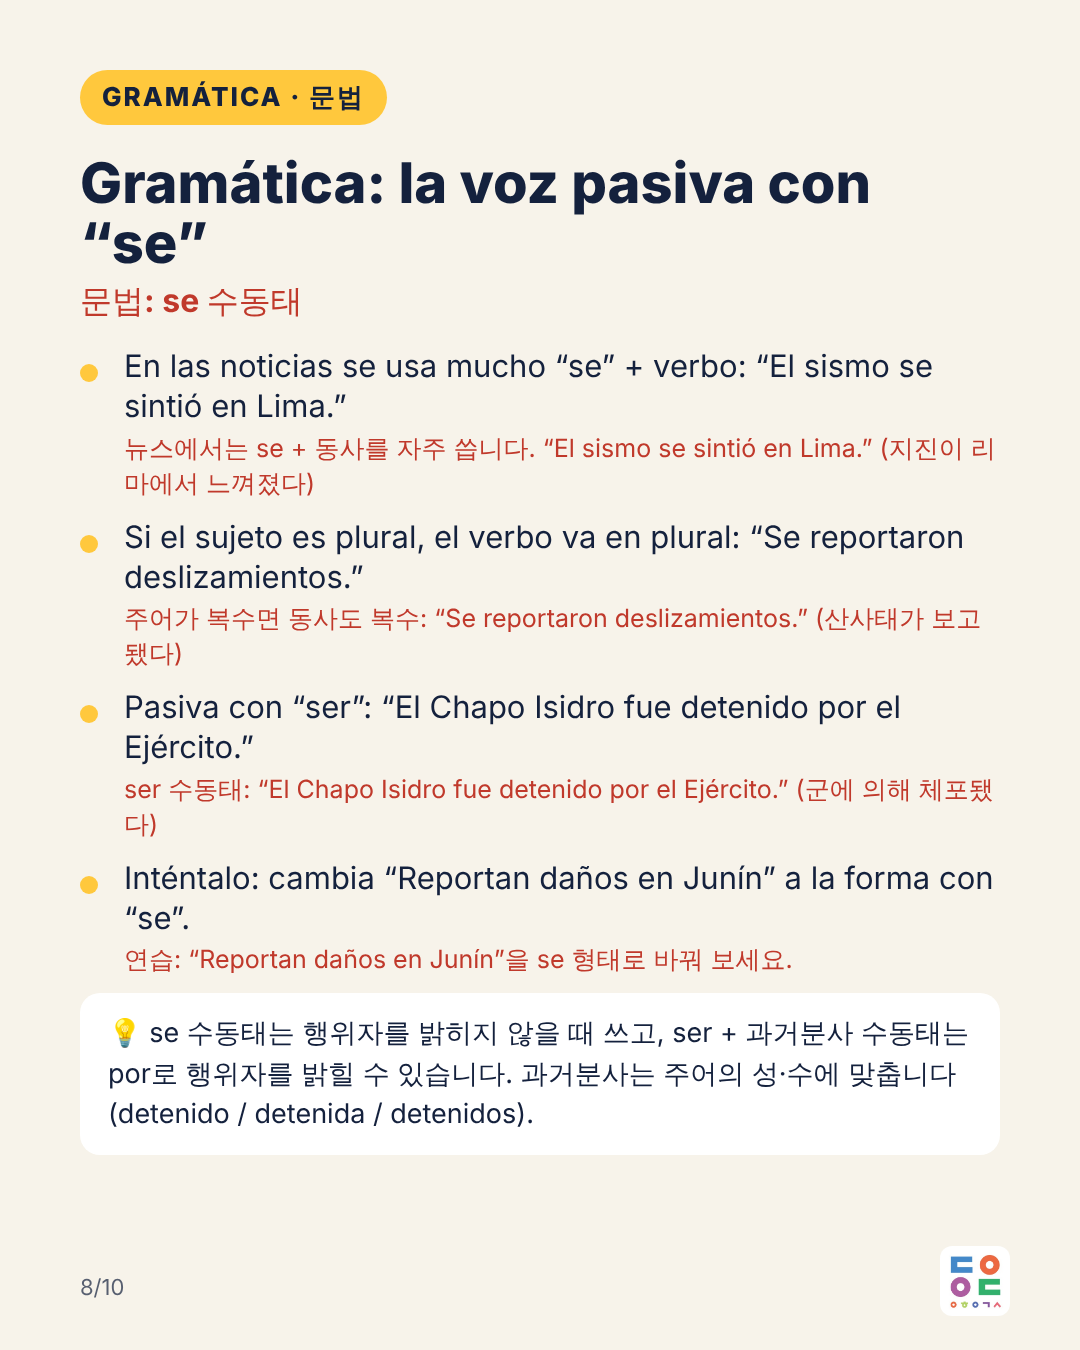 GRAMÁTICA · 문법
Gramática: la voz pasiva con
“se”
문법: se 수동태
En las noticias se usa mucho “se” + verbo: “El sismo se
sintió en Lima.”
뉴스에서는 se + 동사를 자주 씁니다. “El sismo se sintió en Lima.” (지진이 리
마에서 느껴졌다)
Si el sujeto es plural, el verbo va en plural: “Se reportaron
deslizamientos.”
주어가 복수면 동사도 복수: “Se reportaron deslizamientos.” (산사태가 보고
됐다)
Pasiva con “ser”: “El Chapo Isidro fue detenido por el
Ejército.”
ser 수동태: “El Chapo Isidro fue detenido por el Ejército.” (군에 의해 체포됐
다)
Inténtalo: cambia “Reportan daños en Junín” a la forma con
“se”.
연습: “Reportan daños en Junín”을 se 형태로 바꿔 보세요.
💡 se 수동태는 행위자를 밝히지 않을 때 쓰고, ser + 과거분사 수동태는
por로 행위자를 밝힐 수 있습니다. 과거분사는 주어의 성·수에 맞춥니다
(detenido / detenida / detenidos).
8/10
ㄷㅇ
ㅇㄷ
ㅇㅎㅇㄱㅅ